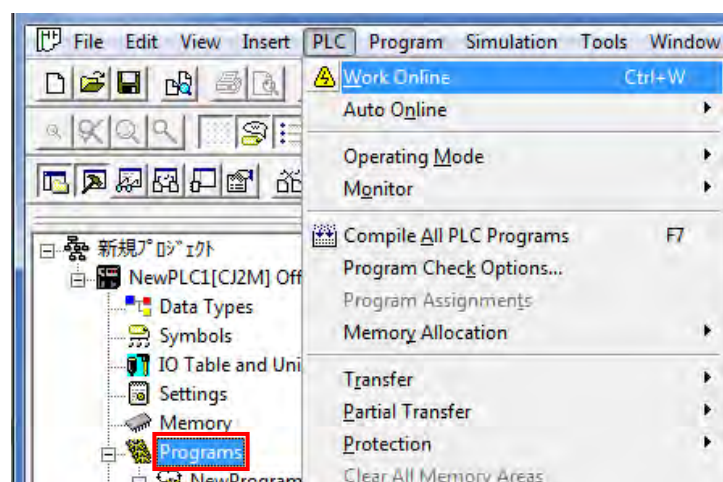 File Edit View Insert PLC Program Simulation Tools Window
Work Online Ctrl+W
Auto Online
Operating Mode
Monitor
Compile All PLC Programs F7
Program Check Options...
Program Assignments
Memory Allocation
Transfer
Partial Transfer
Protection
Clear All Memory Areas
新規プロジェクト
NewPLC1[CJ2M] Off
Data Types
Symbols
IO Table and Uni
Settings
Memory
Programs
NewProgram